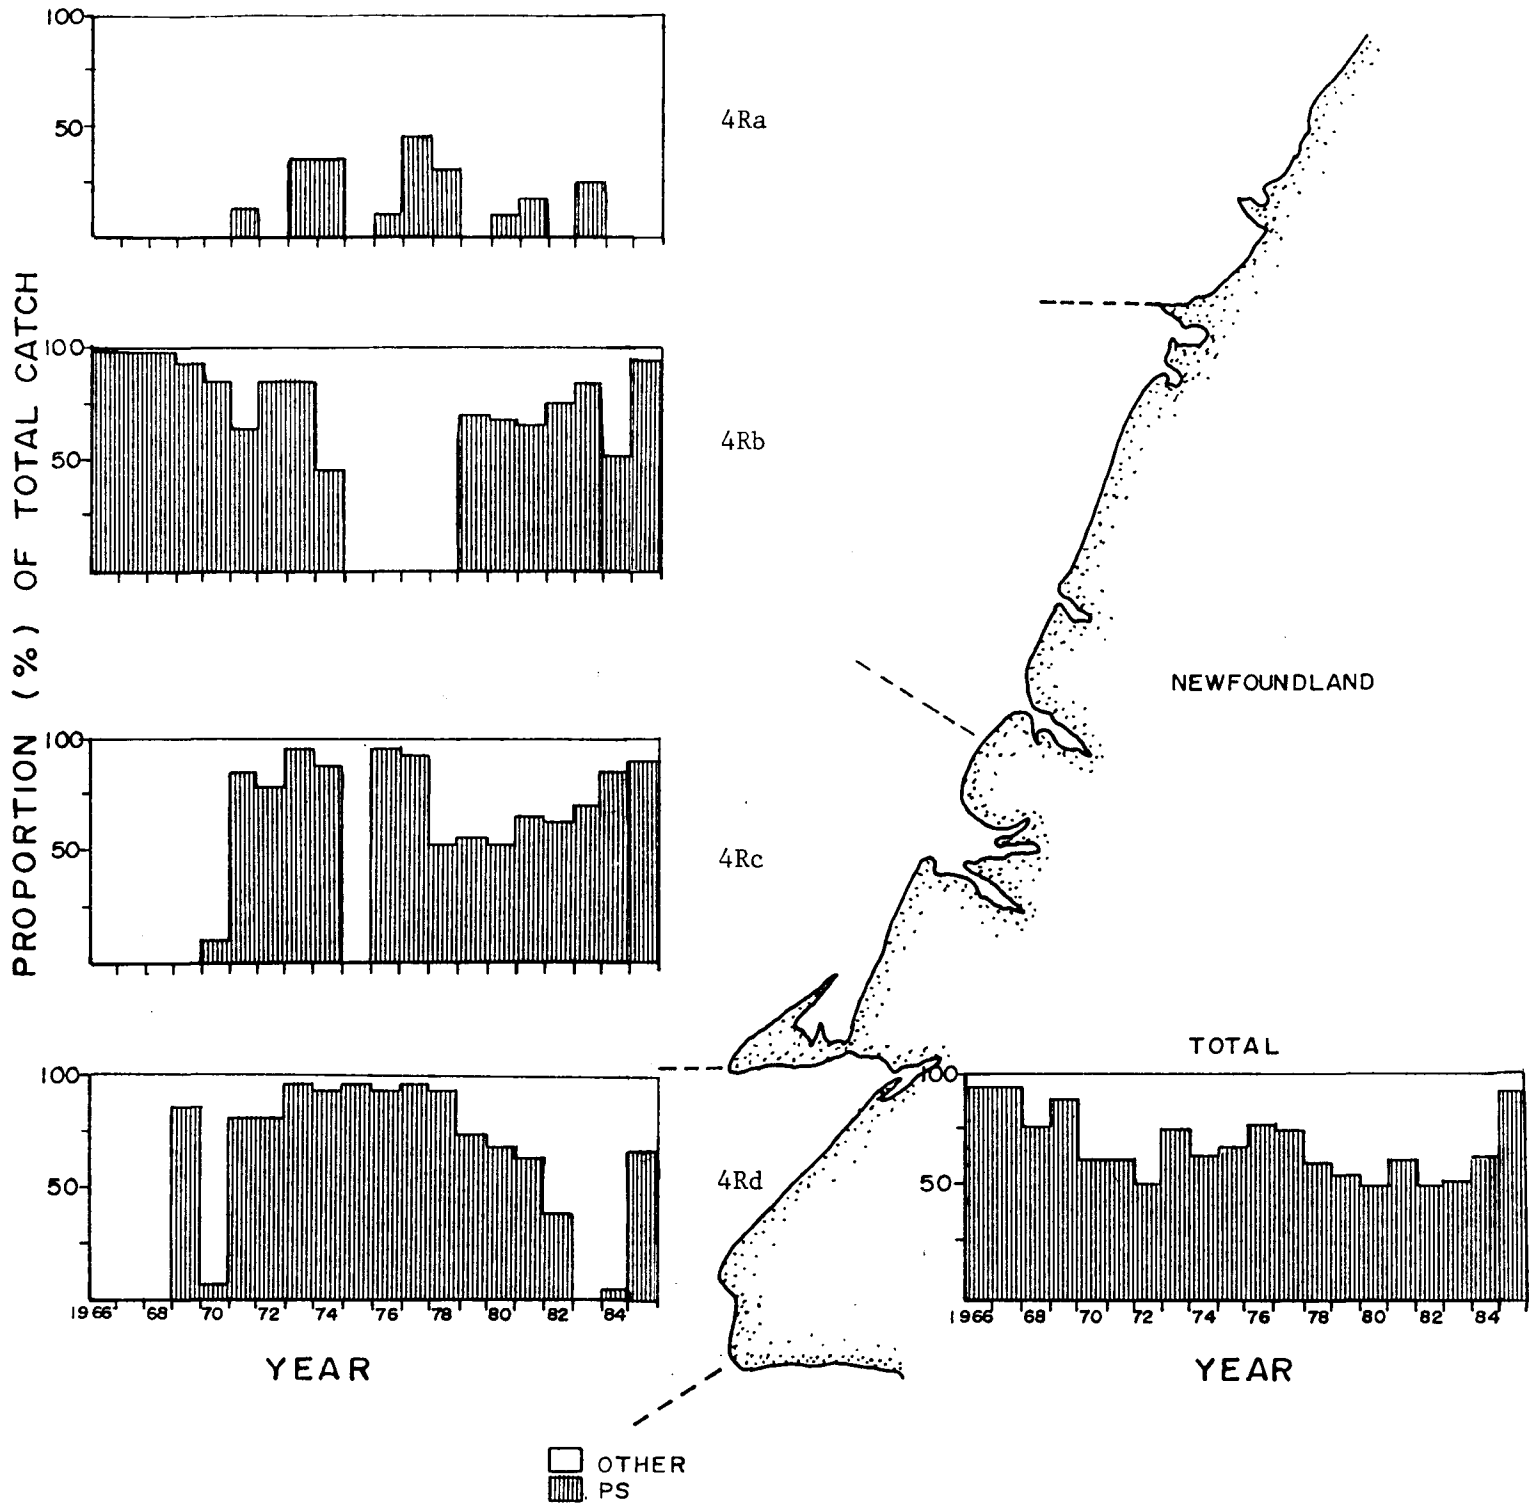 PROPORTION (%) OF TOTAL CATCH
100
50
4Ra
100
50
4Rb
NEWFOUNDLAND
100
50
4Rc
TOTAL
100
50
4Rd
1966 68 70 72 74 76 78 80 82 84
YEAR
100
50
1966 68 70 72 74 76 78 80 82 84
YEAR
OTHER
PS